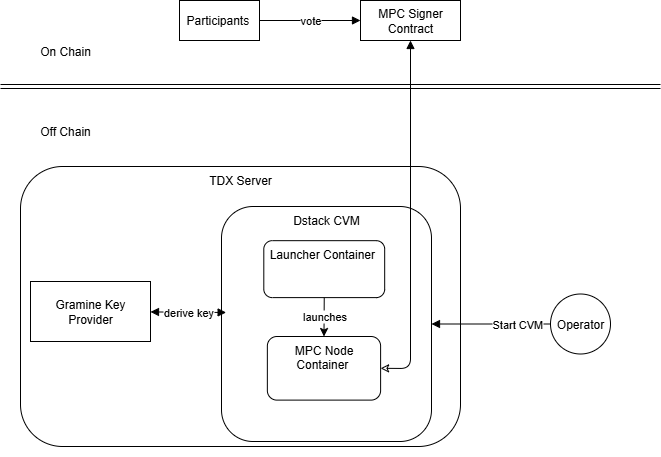 Participants
vote
MPC Signer
Contract
On Chain
Off Chain
TDX Server
Dstack CVM
Launcher Container
Gramine Key
Provider
derive key
launches
Start CVM
Operator
MPC Node
Container